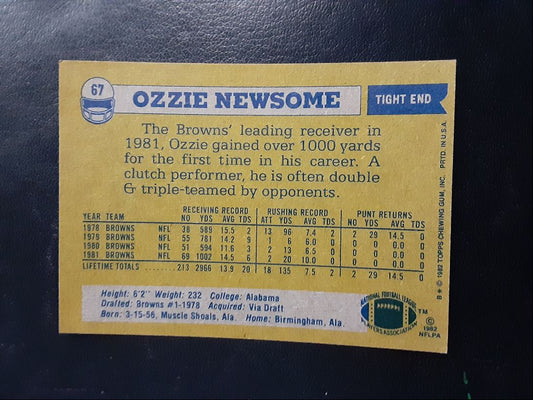 67 OZZIE NEWSOME TIGHT END
The Browns' leading receiver in
1981, Ozzie gained over 1000 yards
for the first time in his career. A
clutch performer, he is often double
& triple-teamed by opponents.
RECEIVING RECORD RUSHING RECORD PUNT RETURNS
YEAR TEAM NO YDS AVG TDS ATT YDS AVG TDS NO YDS AVG TDS
1978 BROWNS NFL 38 589 15.5 2 13 96 7.4 2 2 29 14.5 0
1979 BROWNS NFL 55 781 14.2 9 1 6 6.0 0 0 0 0
1980 BROWNS NFL 51 594 11.6 3 2 13 6.5 0 0 0 0
1981 BROWNS NFL 69 1002 14.5 6 2 20 10.0 0 0 0 0
LIFETIME TOTALS 213 2966 13.9 20 18 135 7.5 2 2 29 14.5 0
Height: 6'2" Weight: 232 College: Alabama
Drafted: Browns #1-1978 Acquired: Via Draft
Born: 3-15-56, Muscle Shoals, Ala. Home: Birmingham, Ala.
NATIONAL FOOTBALL LEAGUE
PLAYERS ASSOCIATION
TM
©
1982
NFLPA
B* © 1982 TOPPS CHEWING GUM, INC. PRTD. IN U.S.A.